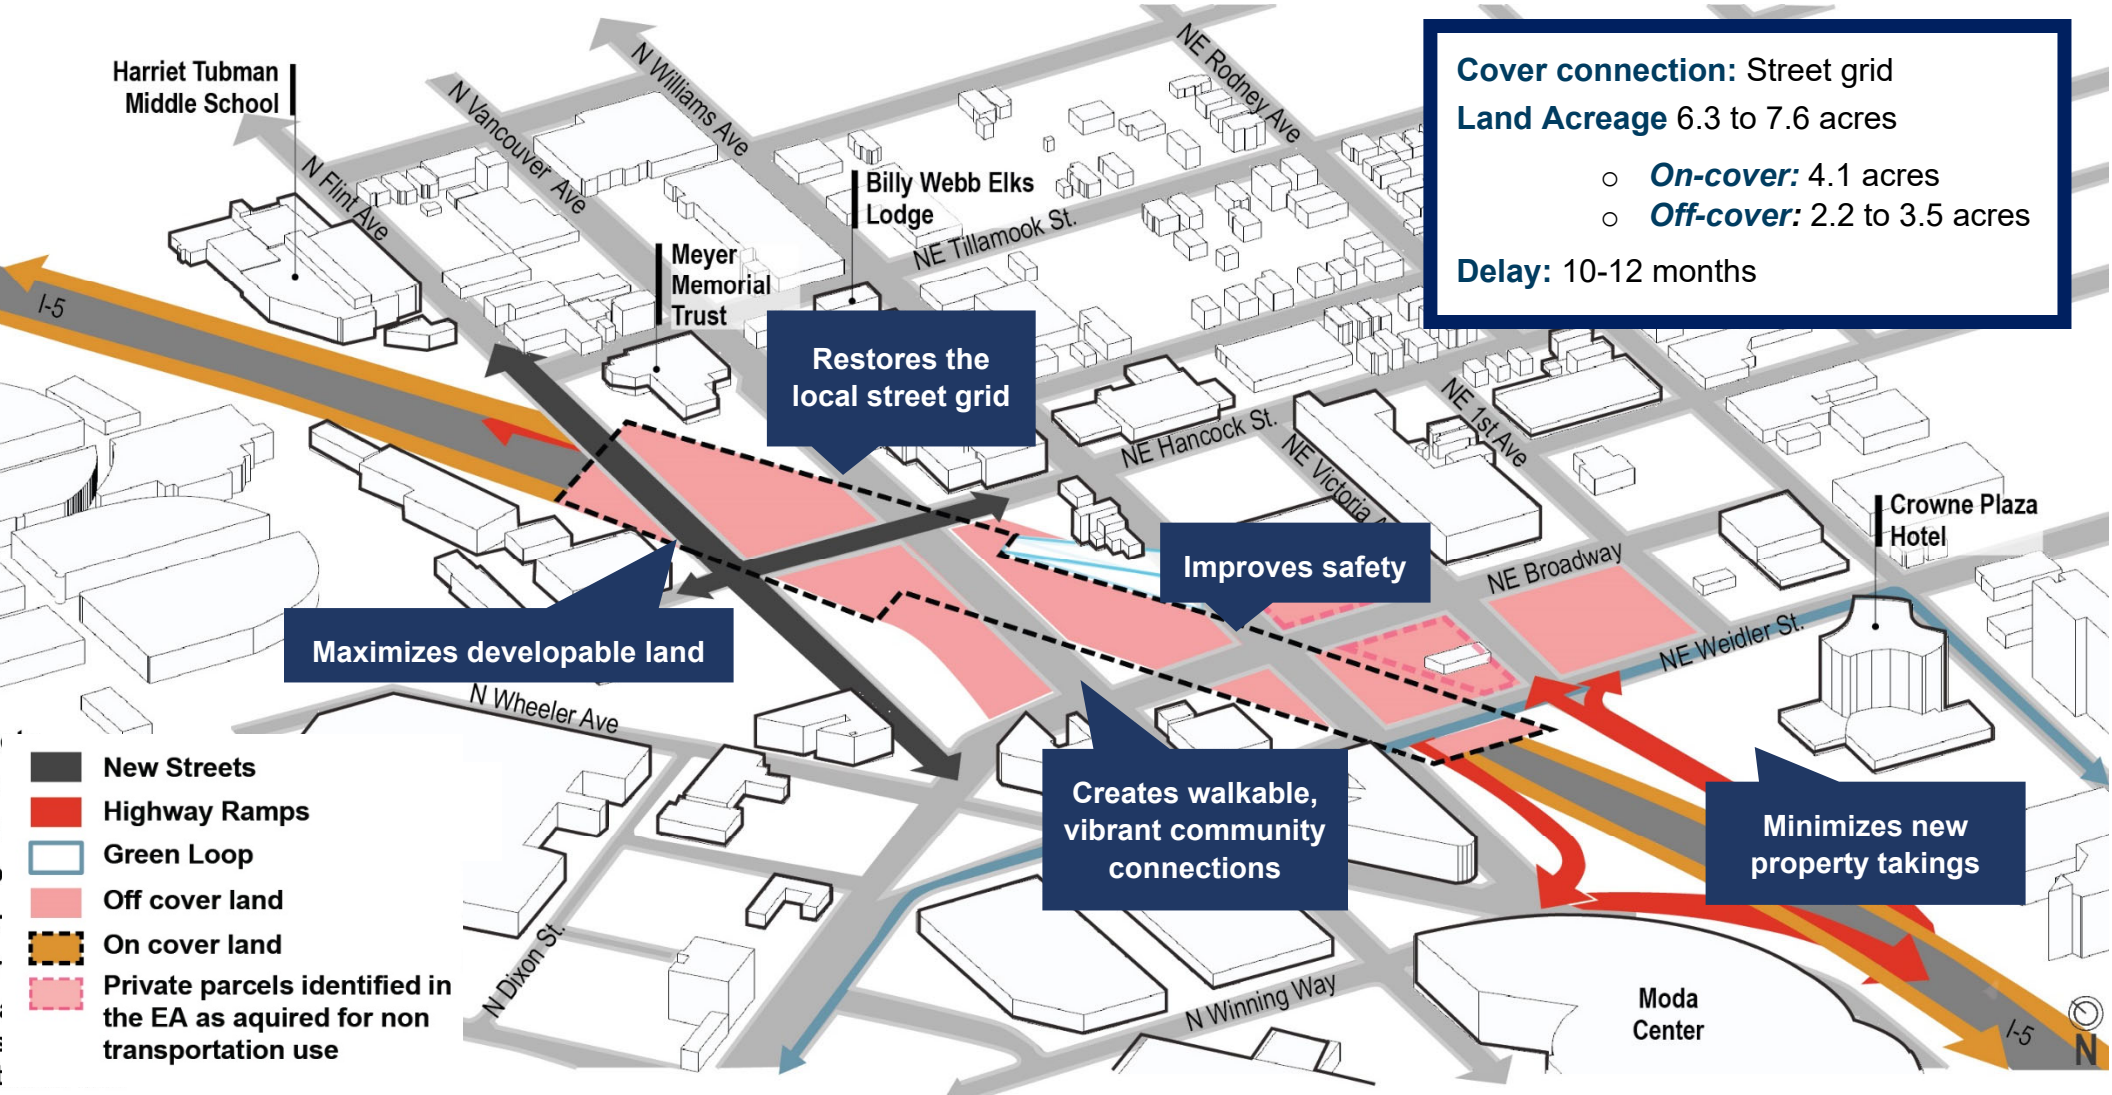 Harriet Tubman
Middle School
N Flint Ave
N Vancouver Ave
N Williams Ave
NE Rodney Ave
Cover connection: Street grid
Land Acreage 6.3 to 7.6 acres
o On-cover: 4.1 acres
o Off-cover: 2.2 to 3.5 acres
Delay: 10-12 months
Billy Webb Elks
Lodge
NE Tillamook St.
Meyer
Memorial
Trust
I-5
Restores the
local street grid
NE Hancock St.
NE Victoria
NE 1st Ave
Crowne Plaza
Hotel
Improves safety
NE Broadway
NE Weidler St.
Maximizes developable land
N Wheeler Ave
Creates walkable,
vibrant community
connections
Minimizes new
property takings
New Streets
Highway Ramps
Green Loop
Off cover land
On cover land
Private parcels identified in
the EA as aquired for non
transportation use
N Dixon St.
N Winning Way
Moda
Center
I-5
N